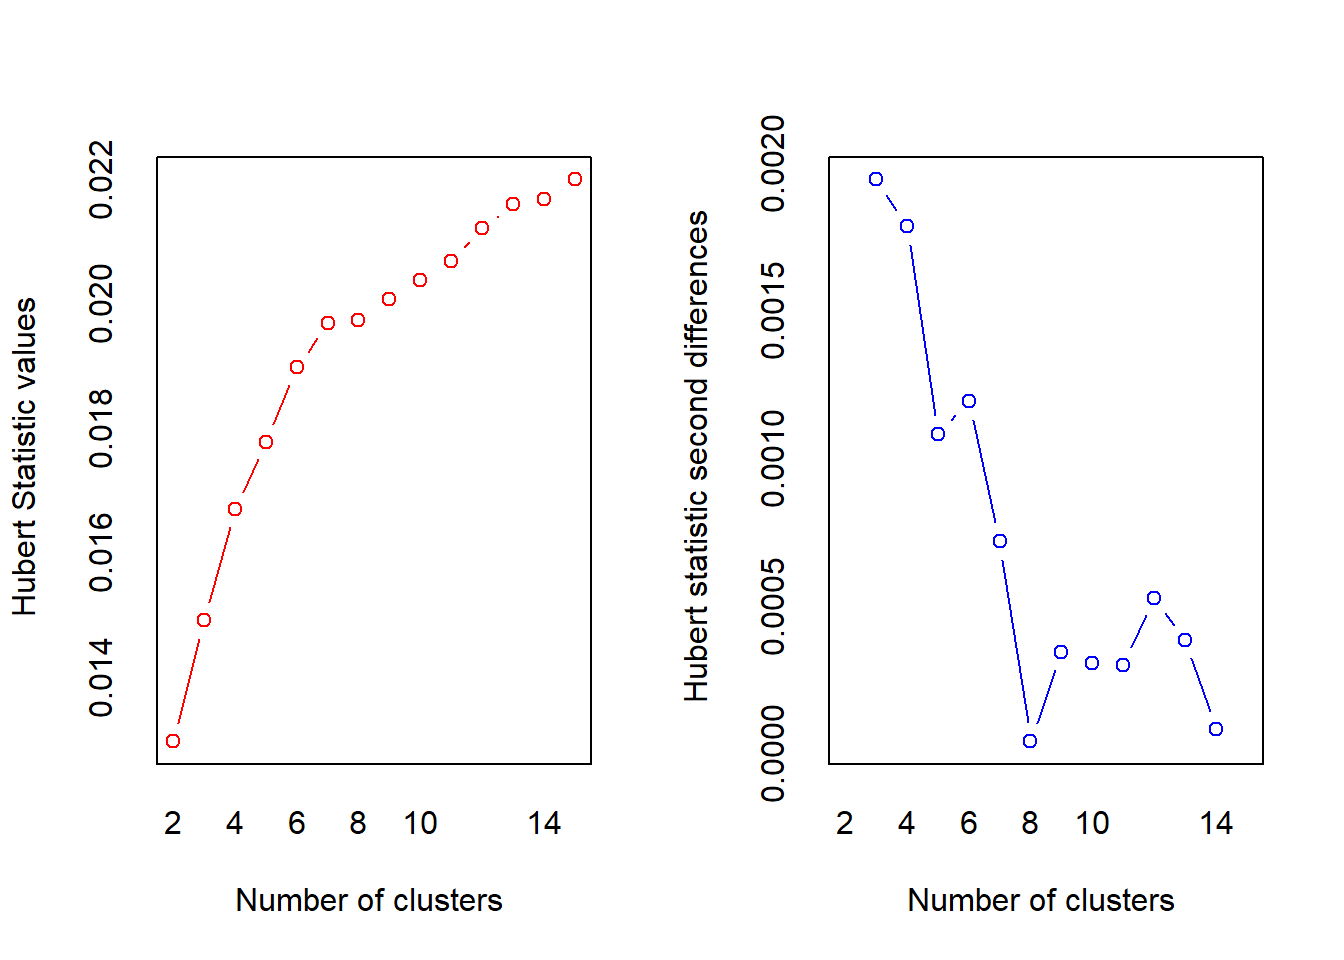 Hubert Statistic values
0.022
0.020
0.018
0.016
0.014
2 4 6 8 10 14
Number of clusters
Hubert statistic second differences
0.0020
0.0015
0.0010
0.0005
0.0000
2 4 6 8 10 14
Number of clusters